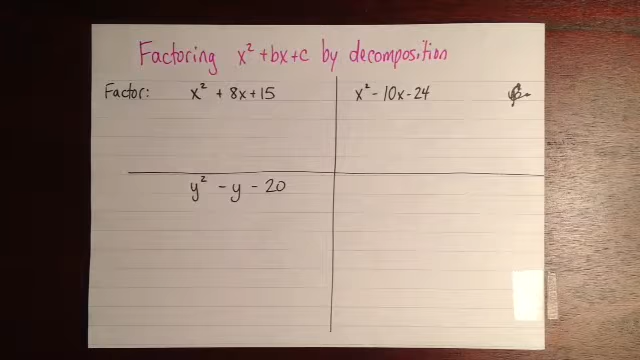 Factoring x² + bx + c by decomposition
Factor: x² + 8x + 15
x² - 10x - 24
y² - y - 20